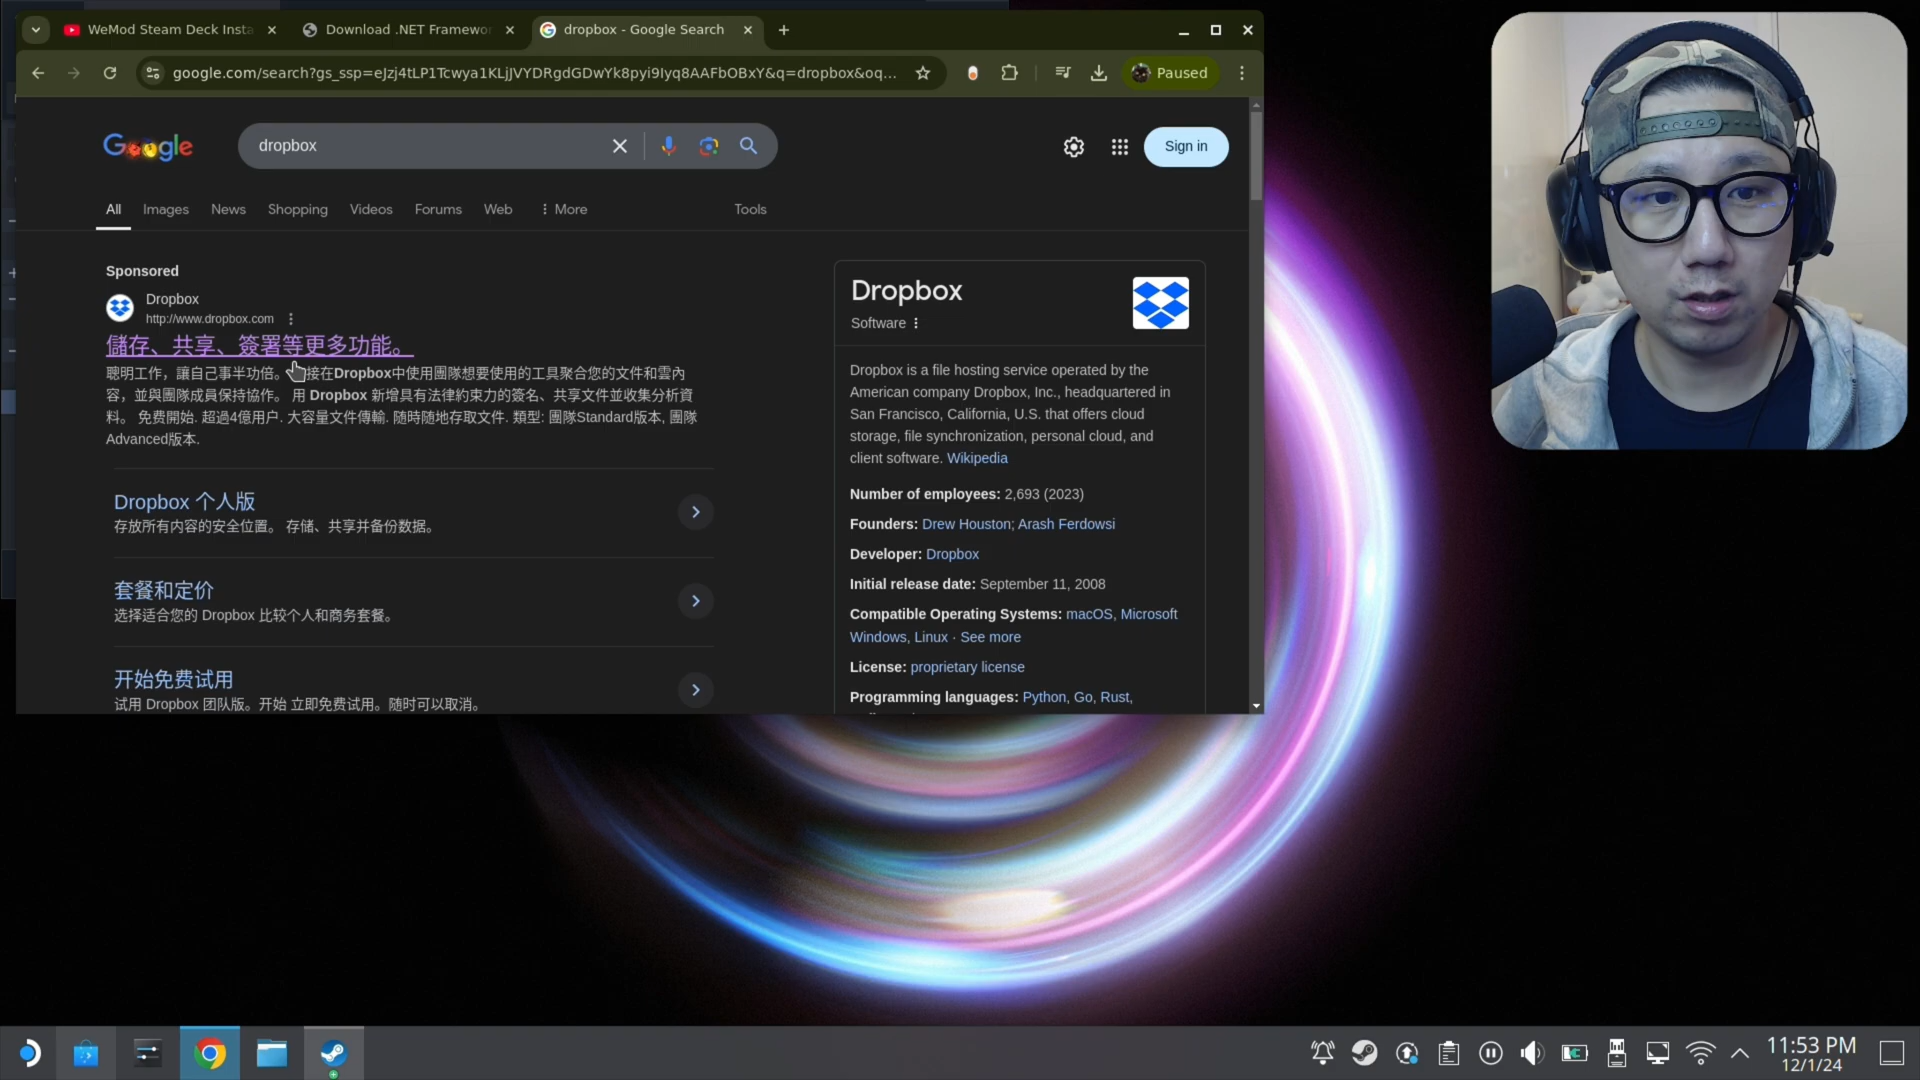 WeMod Steam Deck Insta
Download .NET Framewor
dropbox - Google Search
google.com/search?gs_ssp=eJzj4tLP1Tcwya1KLjJVYDRgdGDwYk8pyi9Iyq8AAFbOBxY&q=dropbox&oq...
Paused
Google
dropbox
Sign in
All
Images
News
Shopping
Videos
Forums
Web
More
Tools
Sponsored
Dropbox
http://www.dropbox.com
儲存、共享、簽署等更多功能。
聰明工作，讓自己事半功倍。 接在Dropbox中使用團隊想要使用的工具聚合您的文件和雲內
容，並與團隊成員保持協作。 用 Dropbox 新增具有法律約束力的簽名、共享文件並收集分析資
料。 免費開始. 超過4億用户. 大容量文件傳輸. 随時隨地存取文件. 類型: 團隊Standard版本, 團隊
Advanced版本.
Dropbox 个人版
存放所有内容的安全位置。 存储、共享并备份数据。
套餐和定价
选择适合您的 Dropbox 比较个人和商务套餐。
开始免费试用
试用 Dropbox 团队版。开始 立即免费试用。随时可以取消。
Dropbox
Software
Dropbox is a file hosting service operated by the
American company Dropbox, Inc., headquartered in
San Francisco, California, U.S. that offers cloud
storage, file synchronization, personal cloud, and
client software. Wikipedia
Number of employees: 2,693 (2023)
Founders: Drew Houston; Arash Ferdowsi
Developer: Dropbox
Initial release date: September 11, 2008
Compatible Operating Systems: macOS, Microsoft
Windows, Linux · See more
License: proprietary license
Programming languages: Python, Go, Rust,
11:53 PM
12/1/24